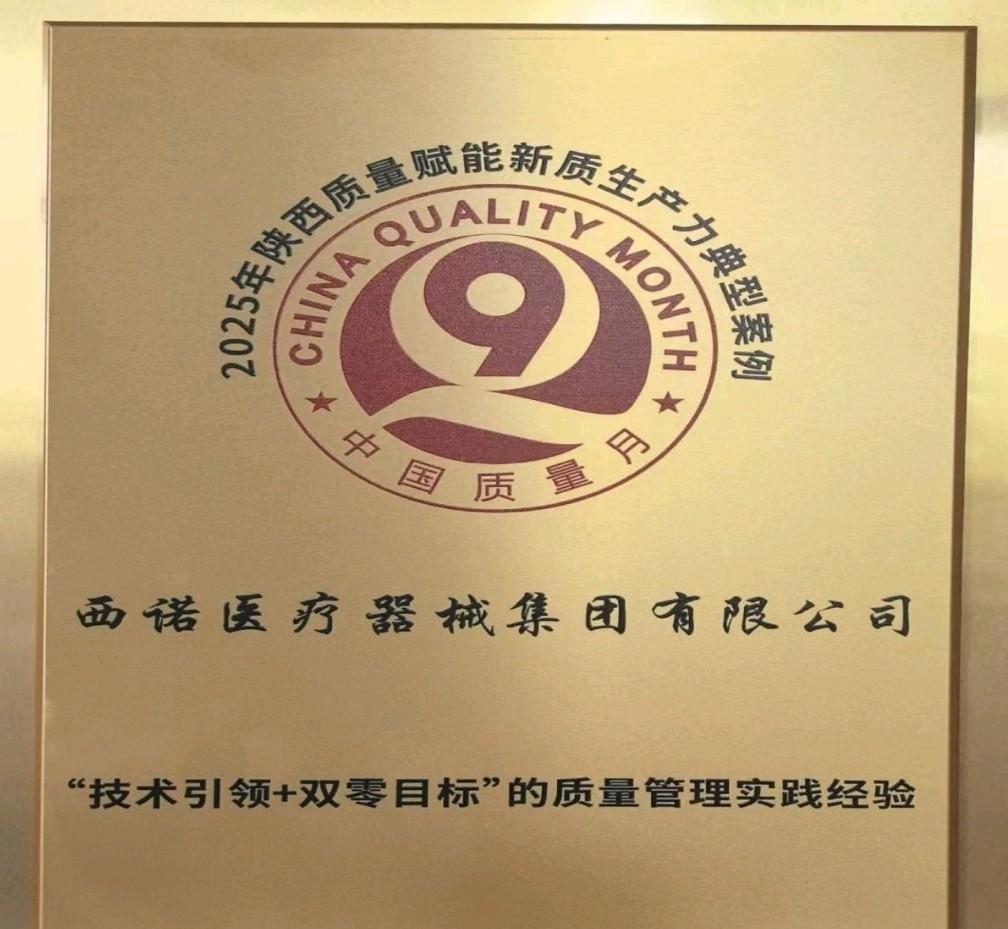 2025年陕西质量赋能新质生产力典型案例
CHINA QUALITY MONTH
9
中国质量月
西诺医疗器械集团有限公司
“技术引领+双零目标”的质量管理实践经验